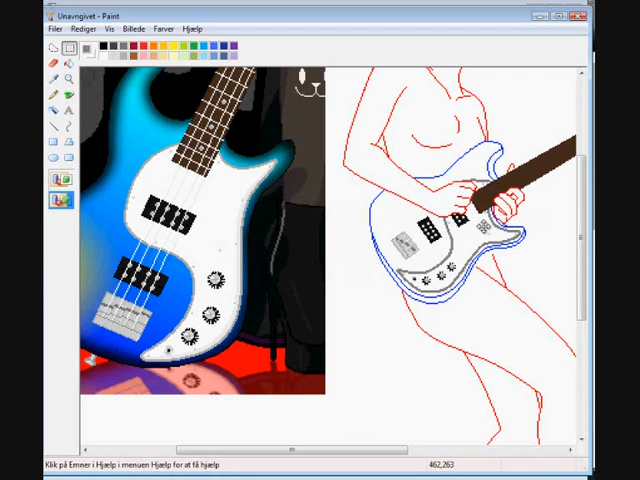 Unavngivet - Paint
Filer Rediger Vis Billede Farver Hjælp
Klik på Emner i Hjælp i menuen Hjælp for at få hjælp
462,263